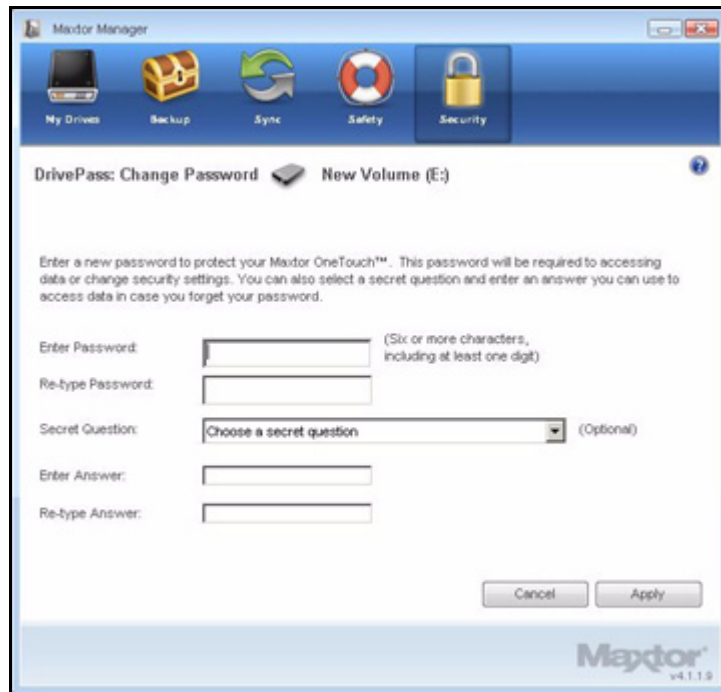 Maxtor Manager
My Drives Backup Sync Safety Security
DrivePass: Change Password New Volume (E:)
Enter a new password to protect your Maxtor OneTouch™. This password will be required to accessing
data or change security settings. You can also select a secret question and enter an answer you can use to
access data in case you forget your password.
Enter Password: (Six or more characters,
including at least one digit)
Re-type Password:
Secret Question: Choose a secret question (Optional)
Enter Answer:
Re-type Answer:
Cancel Apply
Maxtor
v4.1.1.9